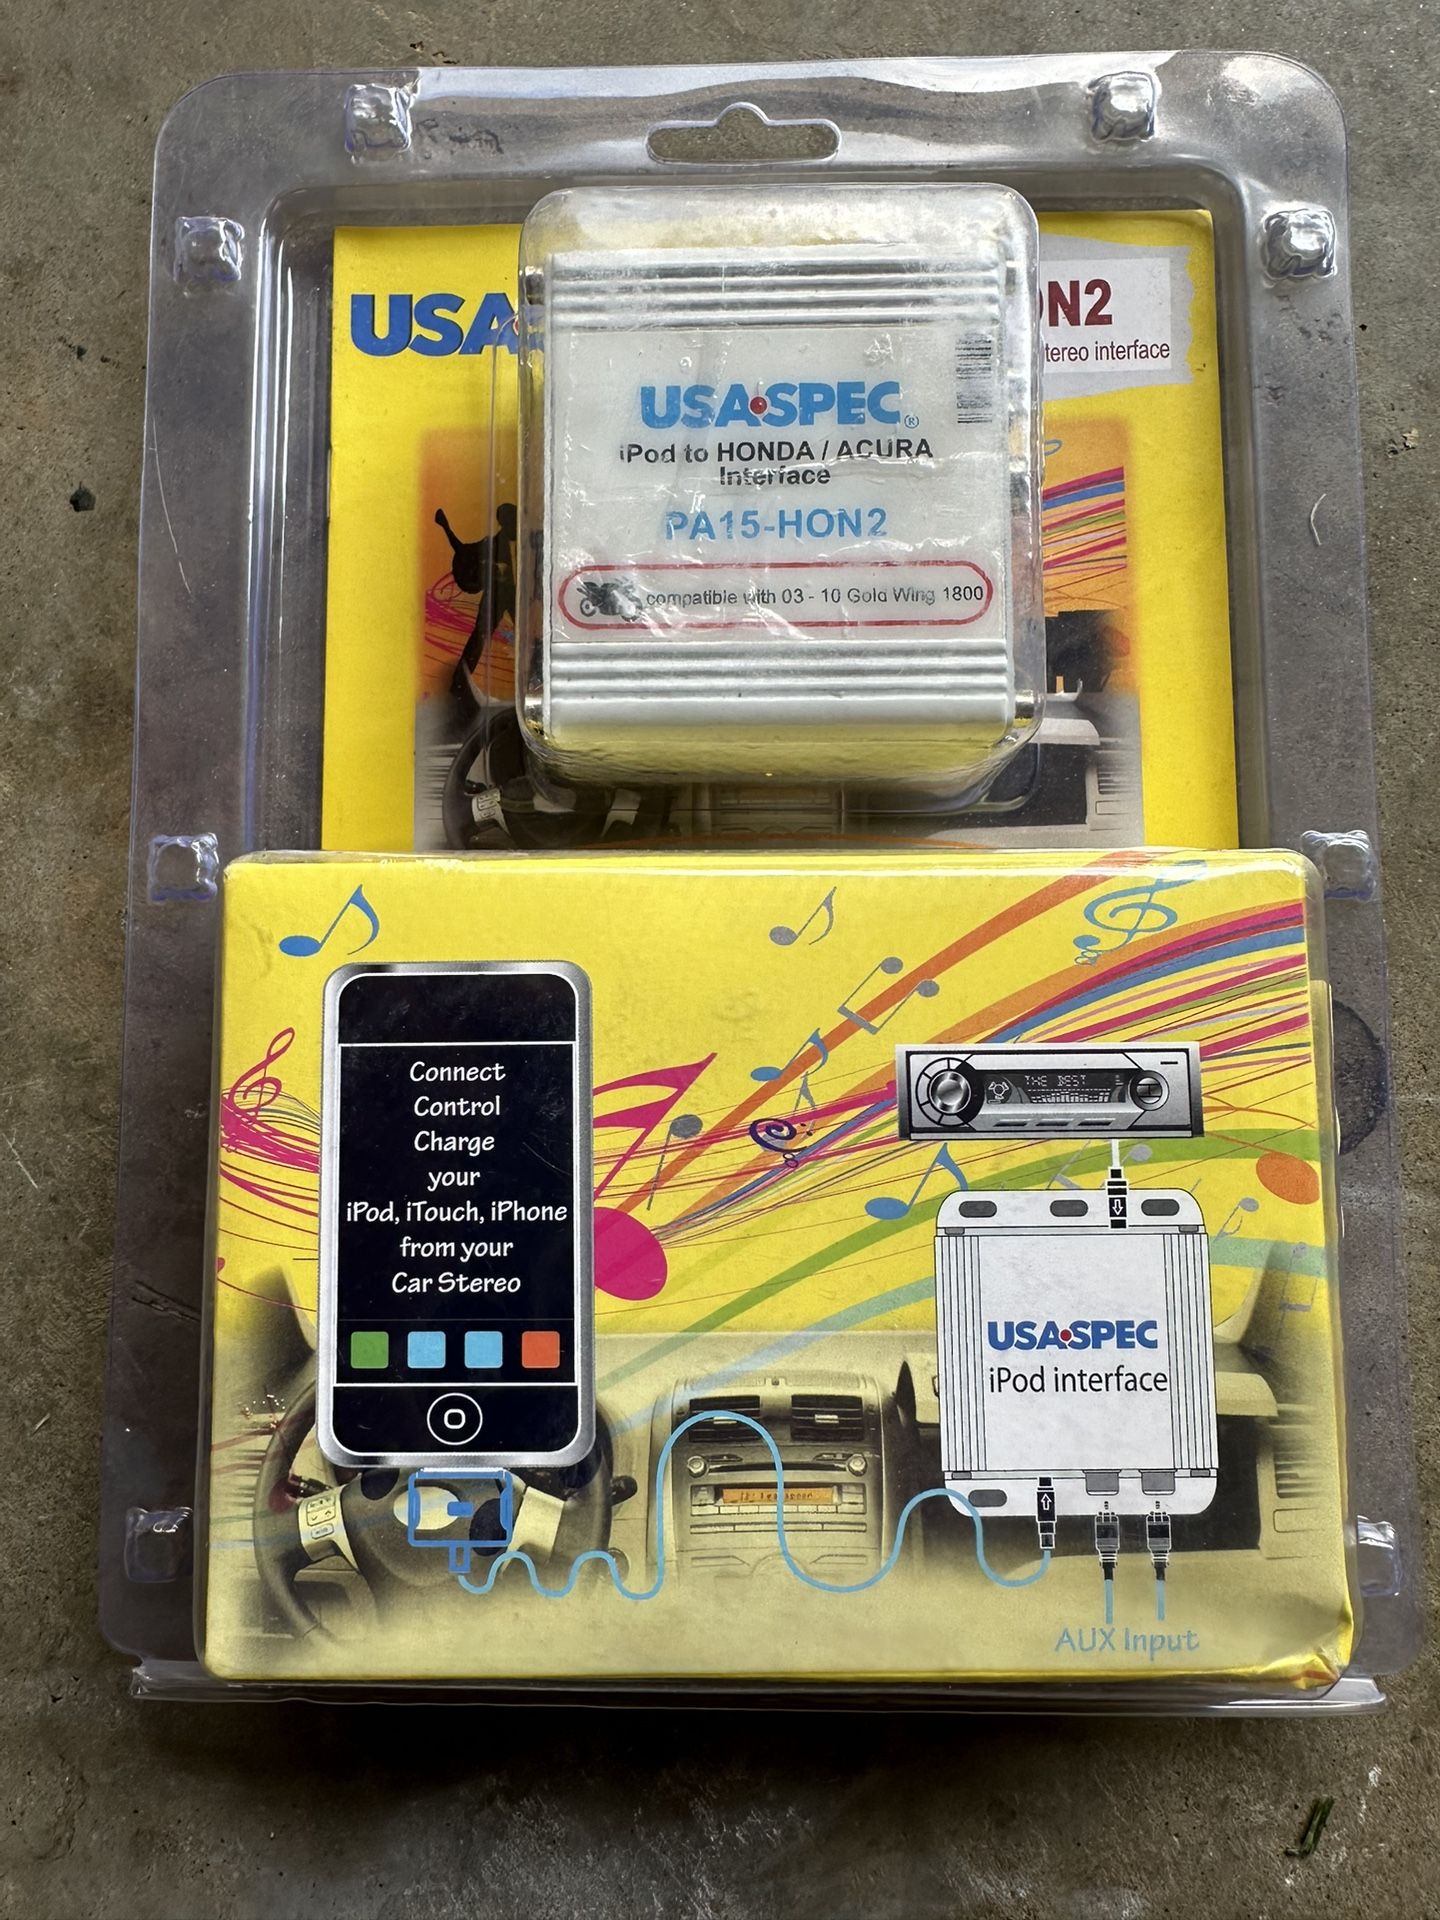 USA
ON2
tereo interface
USA SPEC®
iPod to HONDA / ACURA
Interface
PA15-HON2
compatible with 03 - 10 Gold Wing 1800
Connect
Control
Charge
your
iPod, iTouch, iPhone
from your
Car Stereo
THE BEST
USA SPEC
iPod interface
AUX Input